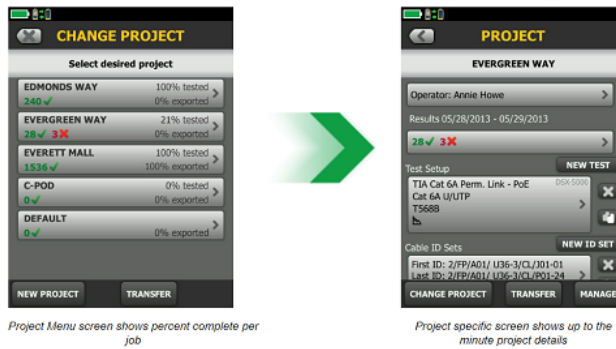 CHANGE PROJECT
Select desired project
EDMONDS WAY 100% tested
240 ✓ 0% exported
EVERGREEN WAY 21% tested
28 ✓ 3 ✗ 0% exported
EVERETT MALL 100% tested
1536 ✓ 100% exported
C-POD 0% tested
0 ✓ 0% exported
DEFAULT
0 ✓ 0% exported
NEW PROJECT TRANSFER
Project Menu screen shows percent complete per
job
PROJECT
EVERGREEN WAY
Operator: Annie Howe
Results 05/28/2013 - 05/29/2013
28 ✓ 3 ✗
Test Setup NEW TEST
TIA Cat 6A Perm. Link - PoE DSX-5000
Cat 6A U/UTP
T568B
Cable ID Sets NEW ID SET
First ID: 2/FP/A01/ U36-3/CL/J01-01
Last ID: 2/FP/A01/ U36-3/CL/P01-24
CHANGE PROJECT TRANSFER MANAGE
Project specific screen shows up to the
minute project details